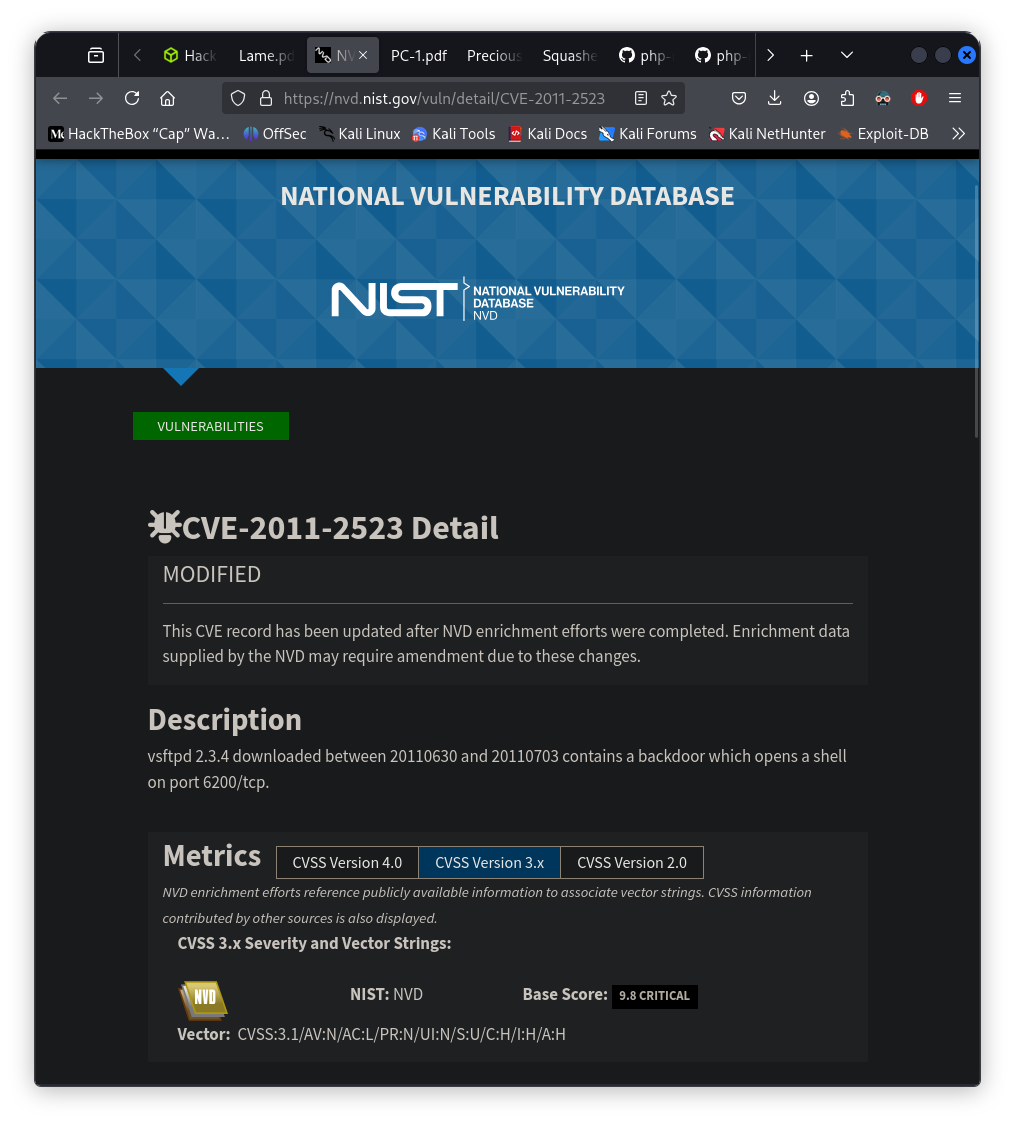 Hack
Lame.pd
NV
PC-1.pdf
Precious
Squashe
php-
php-
https://nvd.nist.gov/vuln/detail/CVE-2011-2523
HackTheBox “Cap” Wa…
OffSec
Kali Linux
Kali Tools
Kali Docs
Kali Forums
Kali NetHunter
Exploit-DB
NATIONAL VULNERABILITY DATABASE
NIST
NATIONAL VULNERABILITY
DATABASE
NVD
VULNERABILITIES
CVE-2011-2523 Detail
MODIFIED
This CVE record has been updated after NVD enrichment efforts were completed. Enrichment data
supplied by the NVD may require amendment due to these changes.
Description
vsftpd 2.3.4 downloaded between 20110630 and 20110703 contains a backdoor which opens a shell
on port 6200/tcp.
Metrics
CVSS Version 4.0
CVSS Version 3.x
CVSS Version 2.0
NVD enrichment efforts reference publicly available information to associate vector strings. CVSS information
contributed by other sources is also displayed.
CVSS 3.x Severity and Vector Strings:
NVD
NIST: NVD
Base Score: 9.8 CRITICAL
Vector: CVSS:3.1/AV:N/AC:L/PR:N/UI:N/S:U/C:H/I:H/A:H